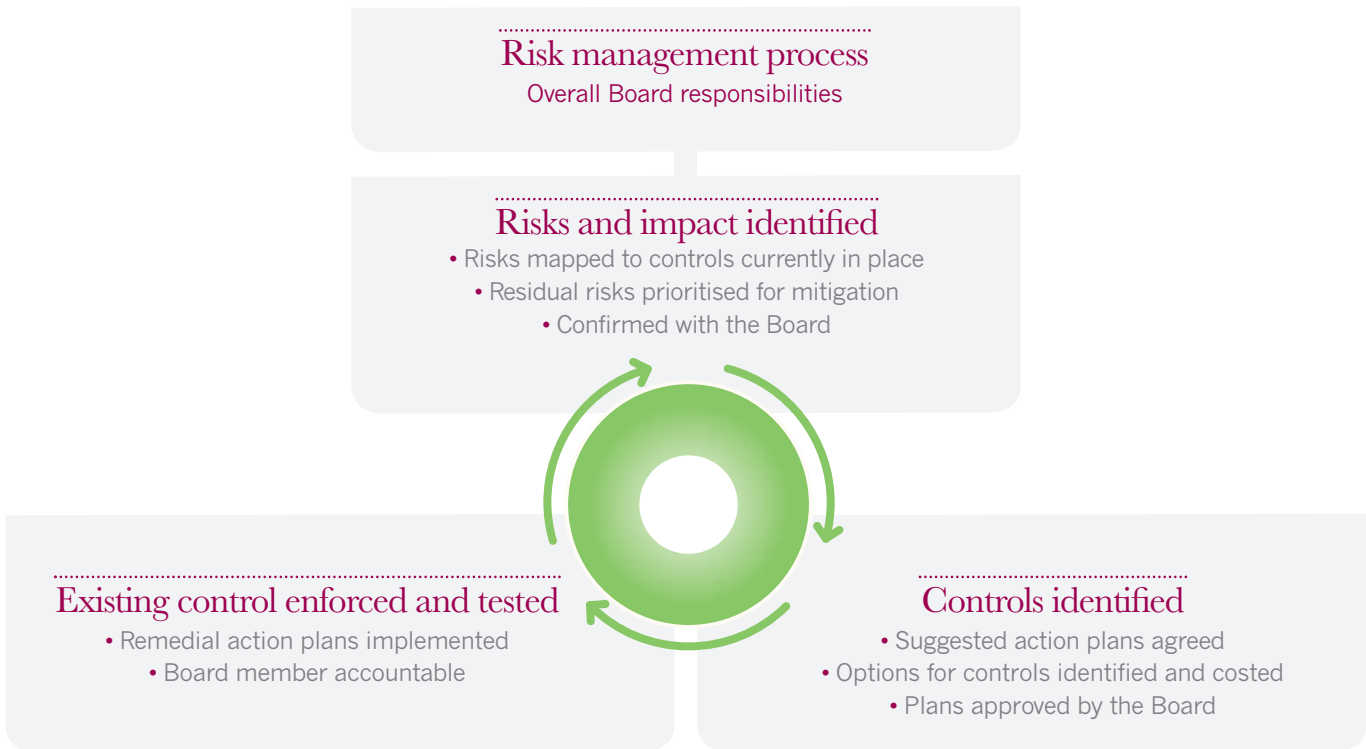 Risk management process
Overall Board responsibilities
Risks and impact identified
• Risks mapped to controls currently in place
• Residual risks prioritised for mitigation
• Confirmed with the Board
Existing control enforced and tested
• Remedial action plans implemented
• Board member accountable
Controls identified
• Suggested action plans agreed
• Options for controls identified and costed
• Plans approved by the Board